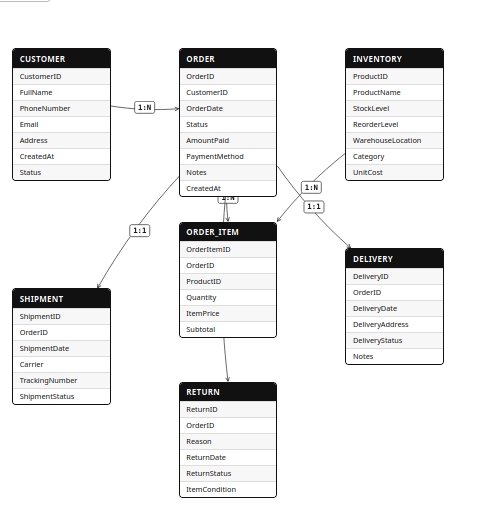 CUSTOMER
CustomerID
FullName
PhoneNumber
Email
Address
CreatedAt
Status
1:N
ORDER
OrderID
CustomerID
OrderDate
Status
AmountPaid
PaymentMethod
Notes
CreatedAt
INVENTORY
ProductID
ProductName
StockLevel
ReorderLevel
WarehouseLocation
Category
UnitCost
1:N
1:N
1:1
1:1
ORDER_ITEM
OrderItemID
OrderID
ProductID
Quantity
ItemPrice
Subtotal
DELIVERY
DeliveryID
OrderID
DeliveryDate
DeliveryAddress
DeliveryStatus
Notes
SHIPMENT
ShipmentID
OrderID
ShipmentDate
Carrier
TrackingNumber
ShipmentStatus
RETURN
ReturnID
OrderID
Reason
ReturnDate
ReturnStatus
ItemCondition